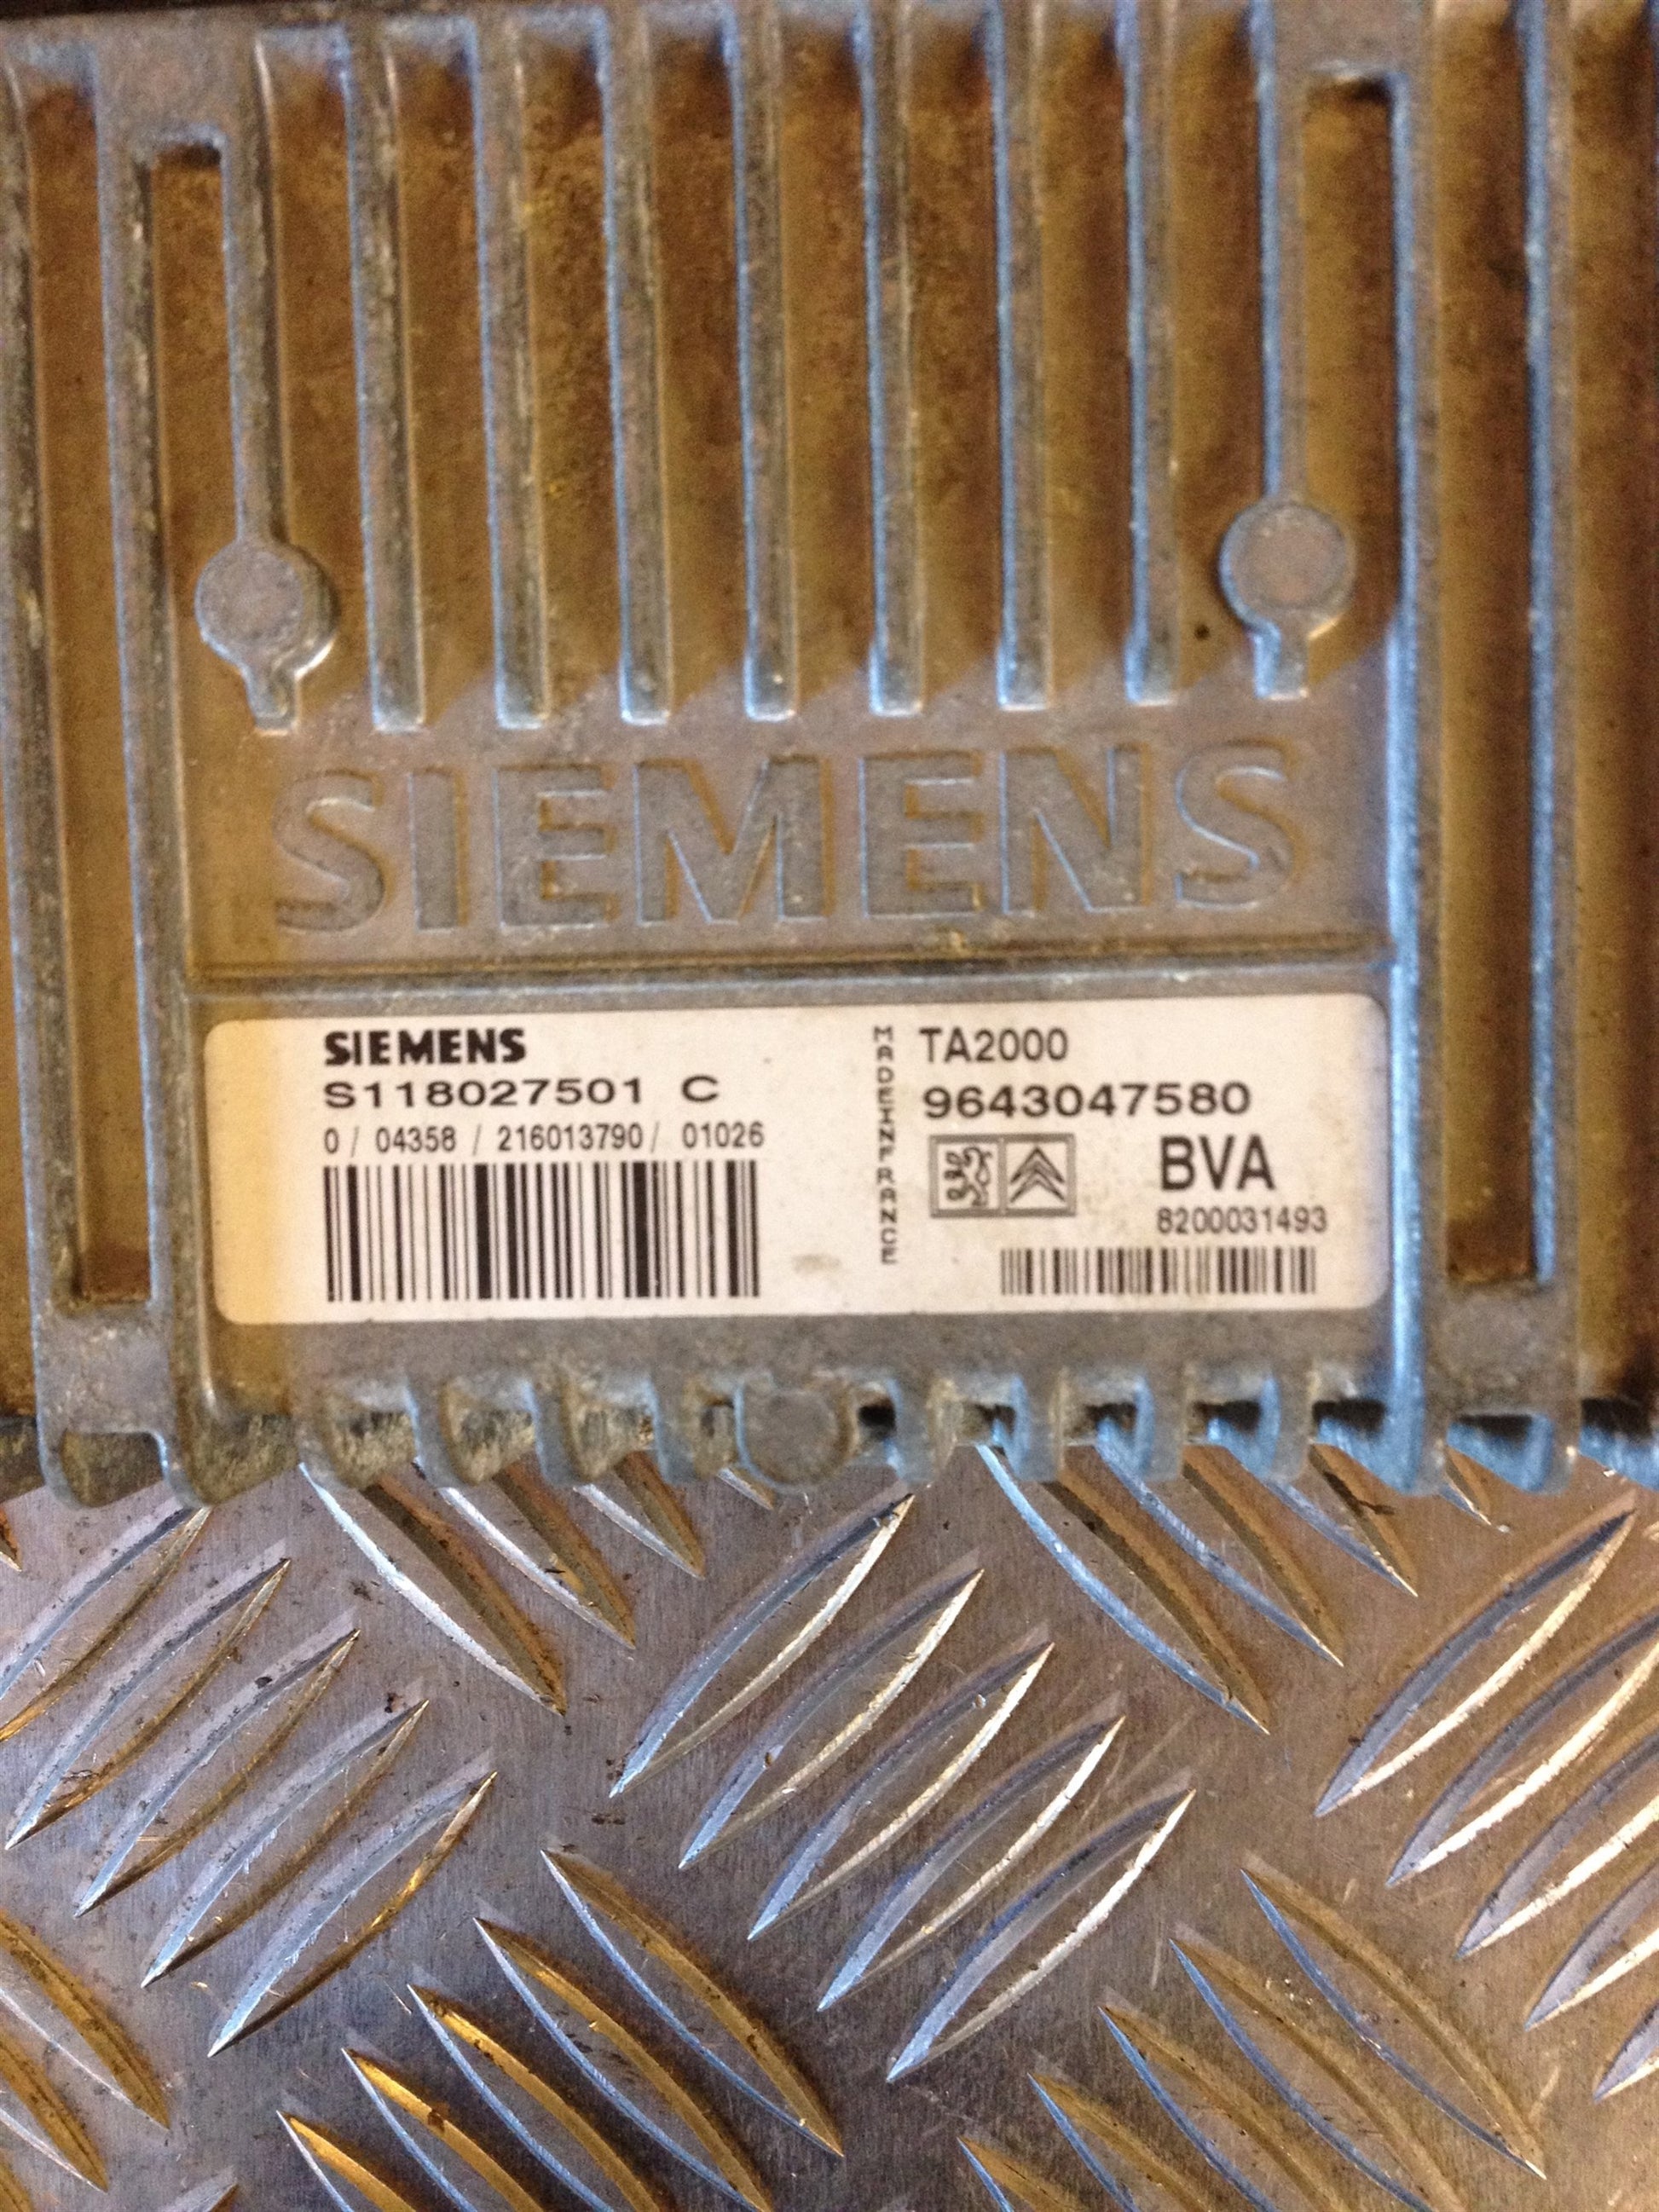 SIEMENS
SIEMENS
S118027501 C
0 / 04358 / 216013790 / 01026
MADE IN FRANCE
TA2000
9643047580
BVA
8200031493